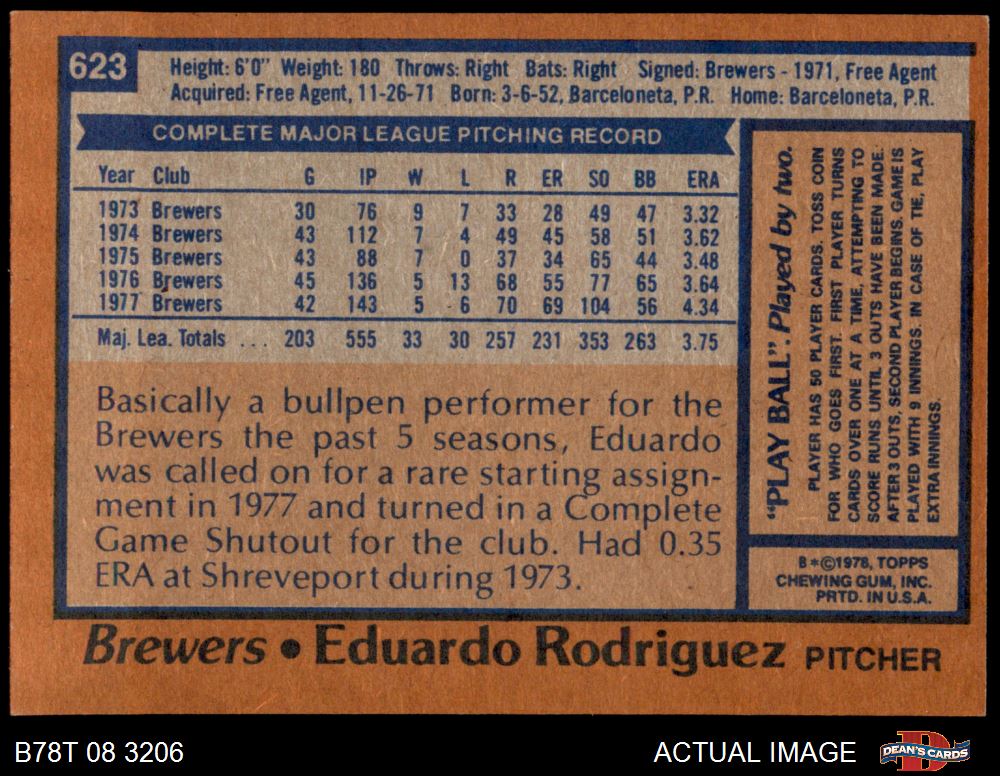 623
Height: 6'0" Weight: 180 Throws: Right Bats: Right Signed: Brewers - 1971, Free Agent
Acquired: Free Agent, 11-26-71 Born: 3-6-52, Barceloneta, P.R. Home: Barceloneta, P.R.
COMPLETE MAJOR LEAGUE PITCHING RECORD
Year Club G IP W L R ER SO BB ERA
1973 Brewers 30 76 9 7 33 28 49 47 3.32
1974 Brewers 43 112 7 4 49 45 58 51 3.62
1975 Brewers 43 88 7 0 37 34 65 44 3.48
1976 Brewers 45 136 5 13 68 55 77 65 3.64
1977 Brewers 42 143 5 6 70 69 104 56 4.34
Maj. Lea. Totals ... 203 555 33 30 257 231 353 263 3.75
Basically a bullpen performer for the
Brewers the past 5 seasons, Eduardo
was called on for a rare starting assign-
ment in 1977 and turned in a Complete
Game Shutout for the club. Had 0.35
ERA at Shreveport during 1973.
"PLAY BALL". Played by two.
PLAYER HAS 50 PLAYER CARDS. TOSS COIN
FOR WHO GOES FIRST. FIRST PLAYER TURNS
CARDS OVER ONE AT A TIME, ATTEMPTING TO
SCORE RUNS UNTIL 3 OUTS HAVE BEEN MADE.
AFTER 3 OUTS, SECOND PLAYER BEGINS. GAME IS
PLAYED WITH 9 INNINGS. IN CASE OF TIE, PLAY
EXTRA INNINGS.
B*©1978, TOPPS
CHEWING GUM, INC.
PRTD. IN U.S.A.
Brewers • Eduardo Rodriguez PITCHER
B78T 08 3206
ACTUAL IMAGE
D
DEAN'S CARDS